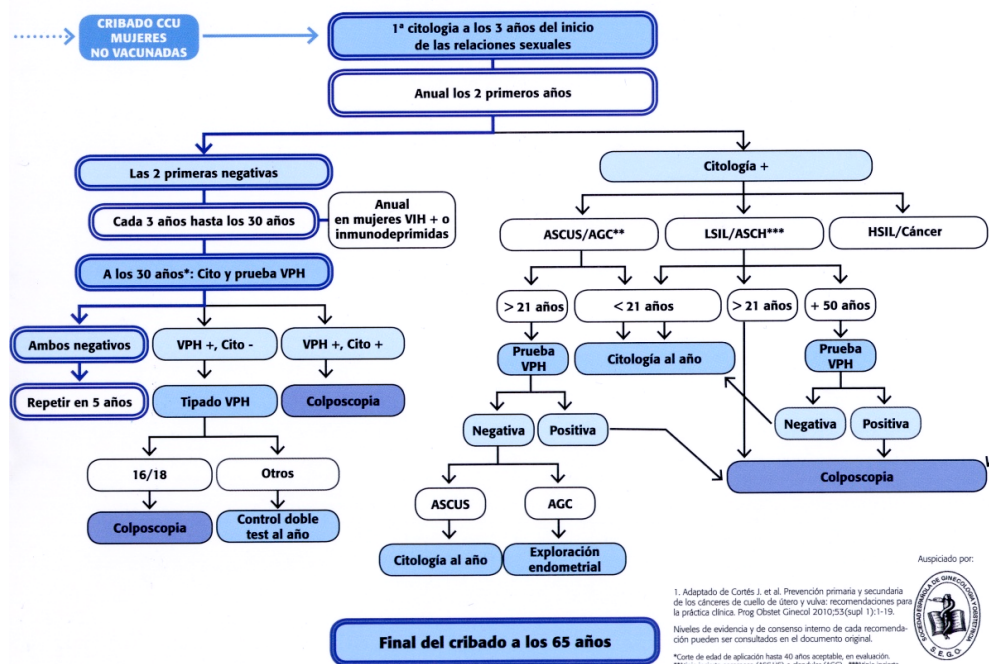 CRIBADO CCU
MUJERES
NO VACUNADAS
1ª citologia a los 3 años del inicio
de las relaciones sexuales
Anual los 2 primeros años
Las 2 primeras negativas
Citología +
Cada 3 años hasta los 30 años
Anual
en mujeres VIH + o
inmunodeprimidas
ASCUS/AGC**
LSIL/ASCH***
HSIL/Cáncer
A los 30 años*: Cito y prueba VPH
> 21 años
< 21 años
> 21 años
+ 50 años
Ambos negativos
VPH +, Cito -
VPH +, Cito +
Prueba
VPH
Citología al año
Prueba
VPH
Repetir en 5 años
Tipado VPH
Colposcopia
Negativa
Positiva
Negativa
Positiva
16/18
Otros
Colposcopia
ASCUS
AGC
Colposcopia
Control doble
test al año
Citología al año
Exploración
endometrial
Auspiciado por:
SOCIEDAD ESPAÑOLA DE GINECOLOGIA Y OBSTETRICIA
S.E.G.O.
1. Adaptado de Cortés J. et al. Prevención primaria y secundaria
de los cánceres de cuello de útero y vulva: recomendaciones para
la práctica clínica. Prog Obstet Ginecol 2010;53(supl 1):1-19.
Niveles de evidencia y de consenso interno de cada recomenda-
ción pueden ser consultados en el documento original.
Final del cribado a los 65 años
*Corte de edad de aplicación hasta 40 años aceptable, en evaluación.